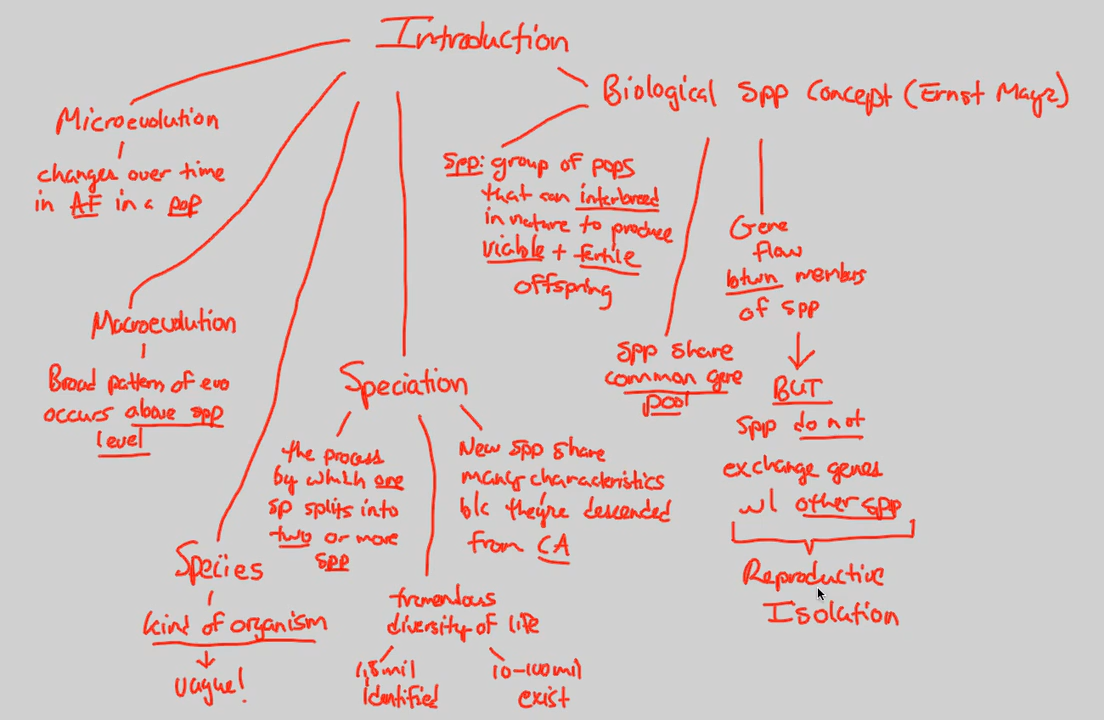 Introduction
Microevolution
changes over time
in AF in a pop
Macroevolution
Broad pattern of evo
occurs above spp
level
Species
kind of organism
vague!
Speciation
the process
by which one
sp splits into
two or more
spp
tremendous
diversity of life
1,8mil
identified
10-100mil
exist
New spp share
many characteristics
b/c they're descended
from CA
Biological Spp Concept (Ernst Mayr)
Spp: group of pops
that can interbreed
in nature to produce
viable + fertile
offspring
Spp share
common gene
pool
Gene
flow
btwn members
of spp
BUT
spp do not
exchange genes
w/ other spp
Reproductive
Isolation